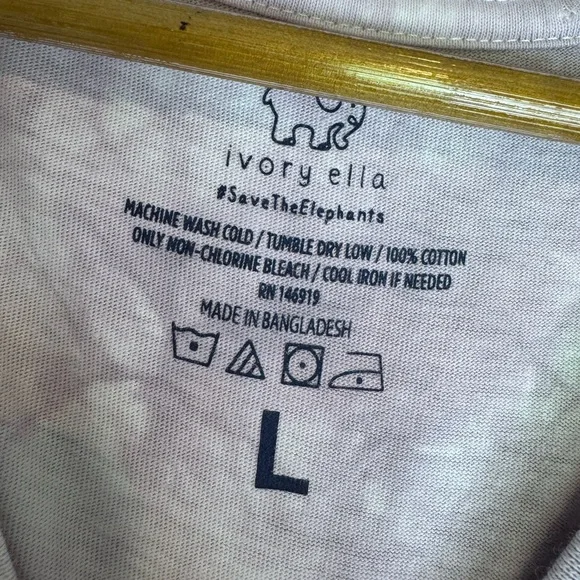 ivory ella
#SaveTheElephants
MACHINE WASH COLD / TUMBLE DRY LOW / 100% COTTON
ONLY NON-CHLORINE BLEACH / COOL IRON IF NEEDED
RN 146919
MADE IN BANGLADESH
L